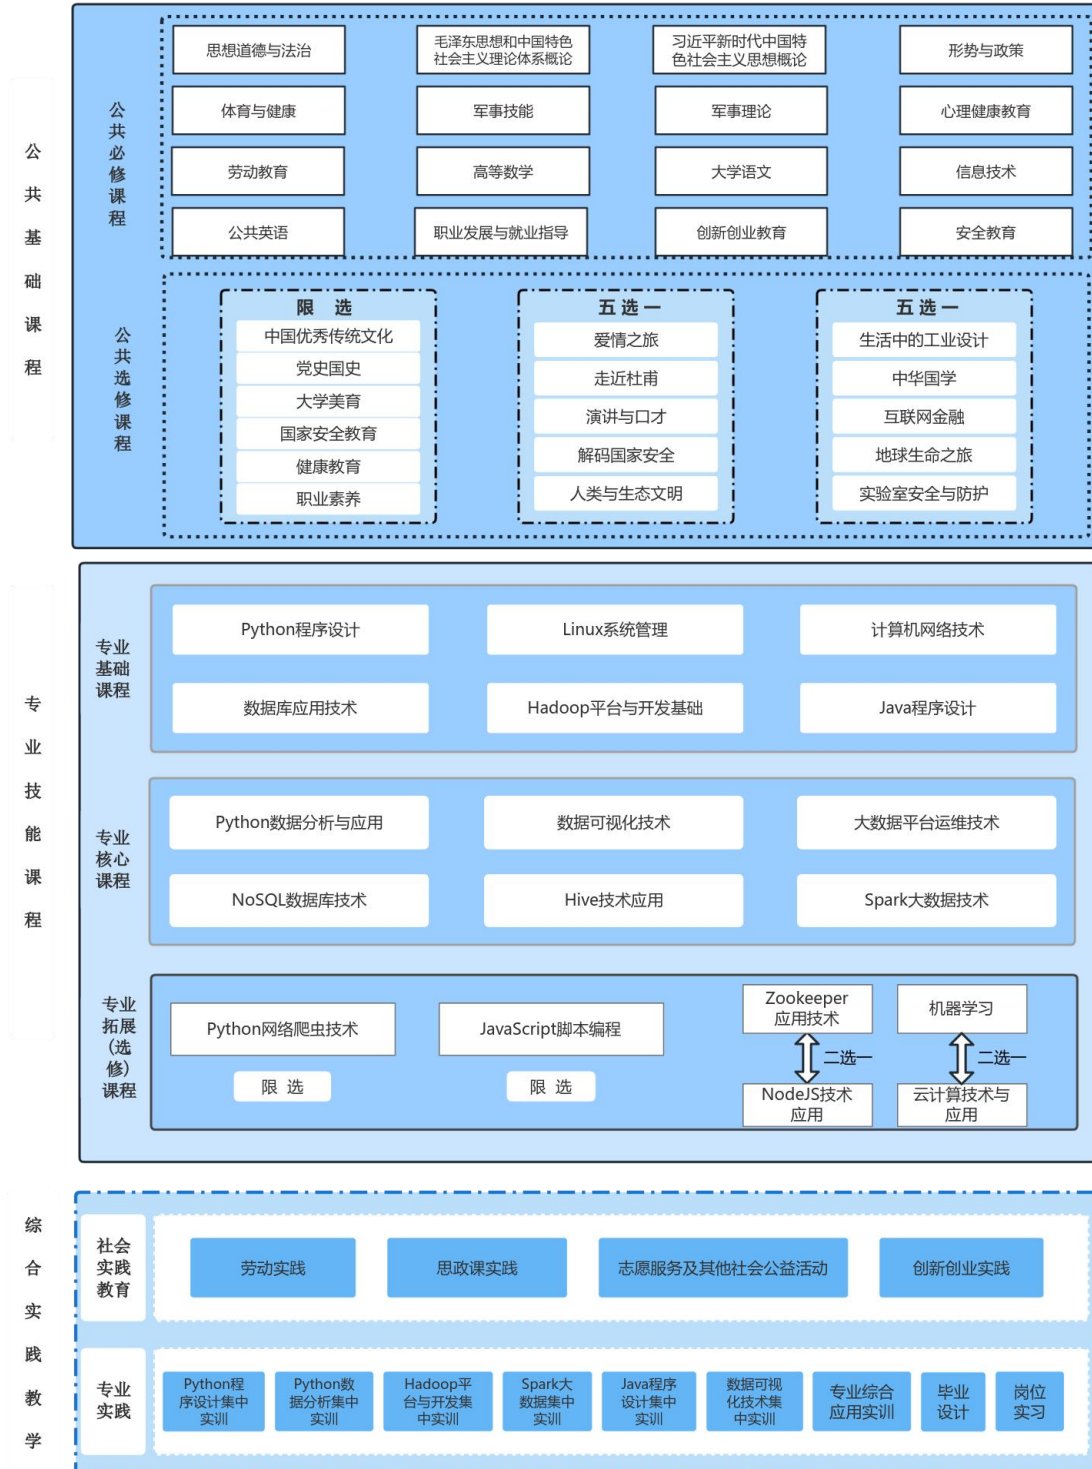 公共基础课程
公共必修课程
思想道德与法治
毛泽东思想和中国特色
社会主义理论体系概论
习近平新时代中国特
色社会主义思想概论
形势与政策
体育与健康
军事技能
军事理论
心理健康教育
劳动教育
高等数学
大学语文
信息技术
公共英语
职业发展与就业指导
创新创业教育
安全教育
公共选修课程
限 选
中国优秀传统文化
党史国史
大学美育
国家安全教育
健康教育
职业素养
五选一
爱情之旅
走近杜甫
演讲与口才
解码国家安全
人类与生态文明
五选一
生活中的工业设计
中华国学
互联网金融
地球生命之旅
实验室安全与防护
专业技能课程
专业
基础
课程
Python程序设计
Linux系统管理
计算机网络技术
数据库应用技术
Hadoop平台与开发基础
Java程序设计
专业
核心
课程
Python数据分析与应用
数据可视化技术
大数据平台运维技术
NoSQL数据库技术
Hive技术应用
Spark大数据技术
专业
拓展
(选
修)
课程
Python网络爬虫技术
限 选
JavaScript脚本编程
限 选
Zookeeper
应用技术
二选一
NodeJS技术
应用
机器学习
二选一
云计算技术与
应用
综合实践教学
社会
实践
教育
劳动实践
思政课实践
志愿服务及其他社会公益活动
创新创业实践
专业
实践
Python程
序设计集中
实训
Python数
据分析集中
实训
Hadoop平
台与开发集
中实训
Spark大
数据集中
实训
Java程序
设计集中
实训
数据可视
化技术集
中实训
专业综合
应用实训
毕业
设计
岗位
实习